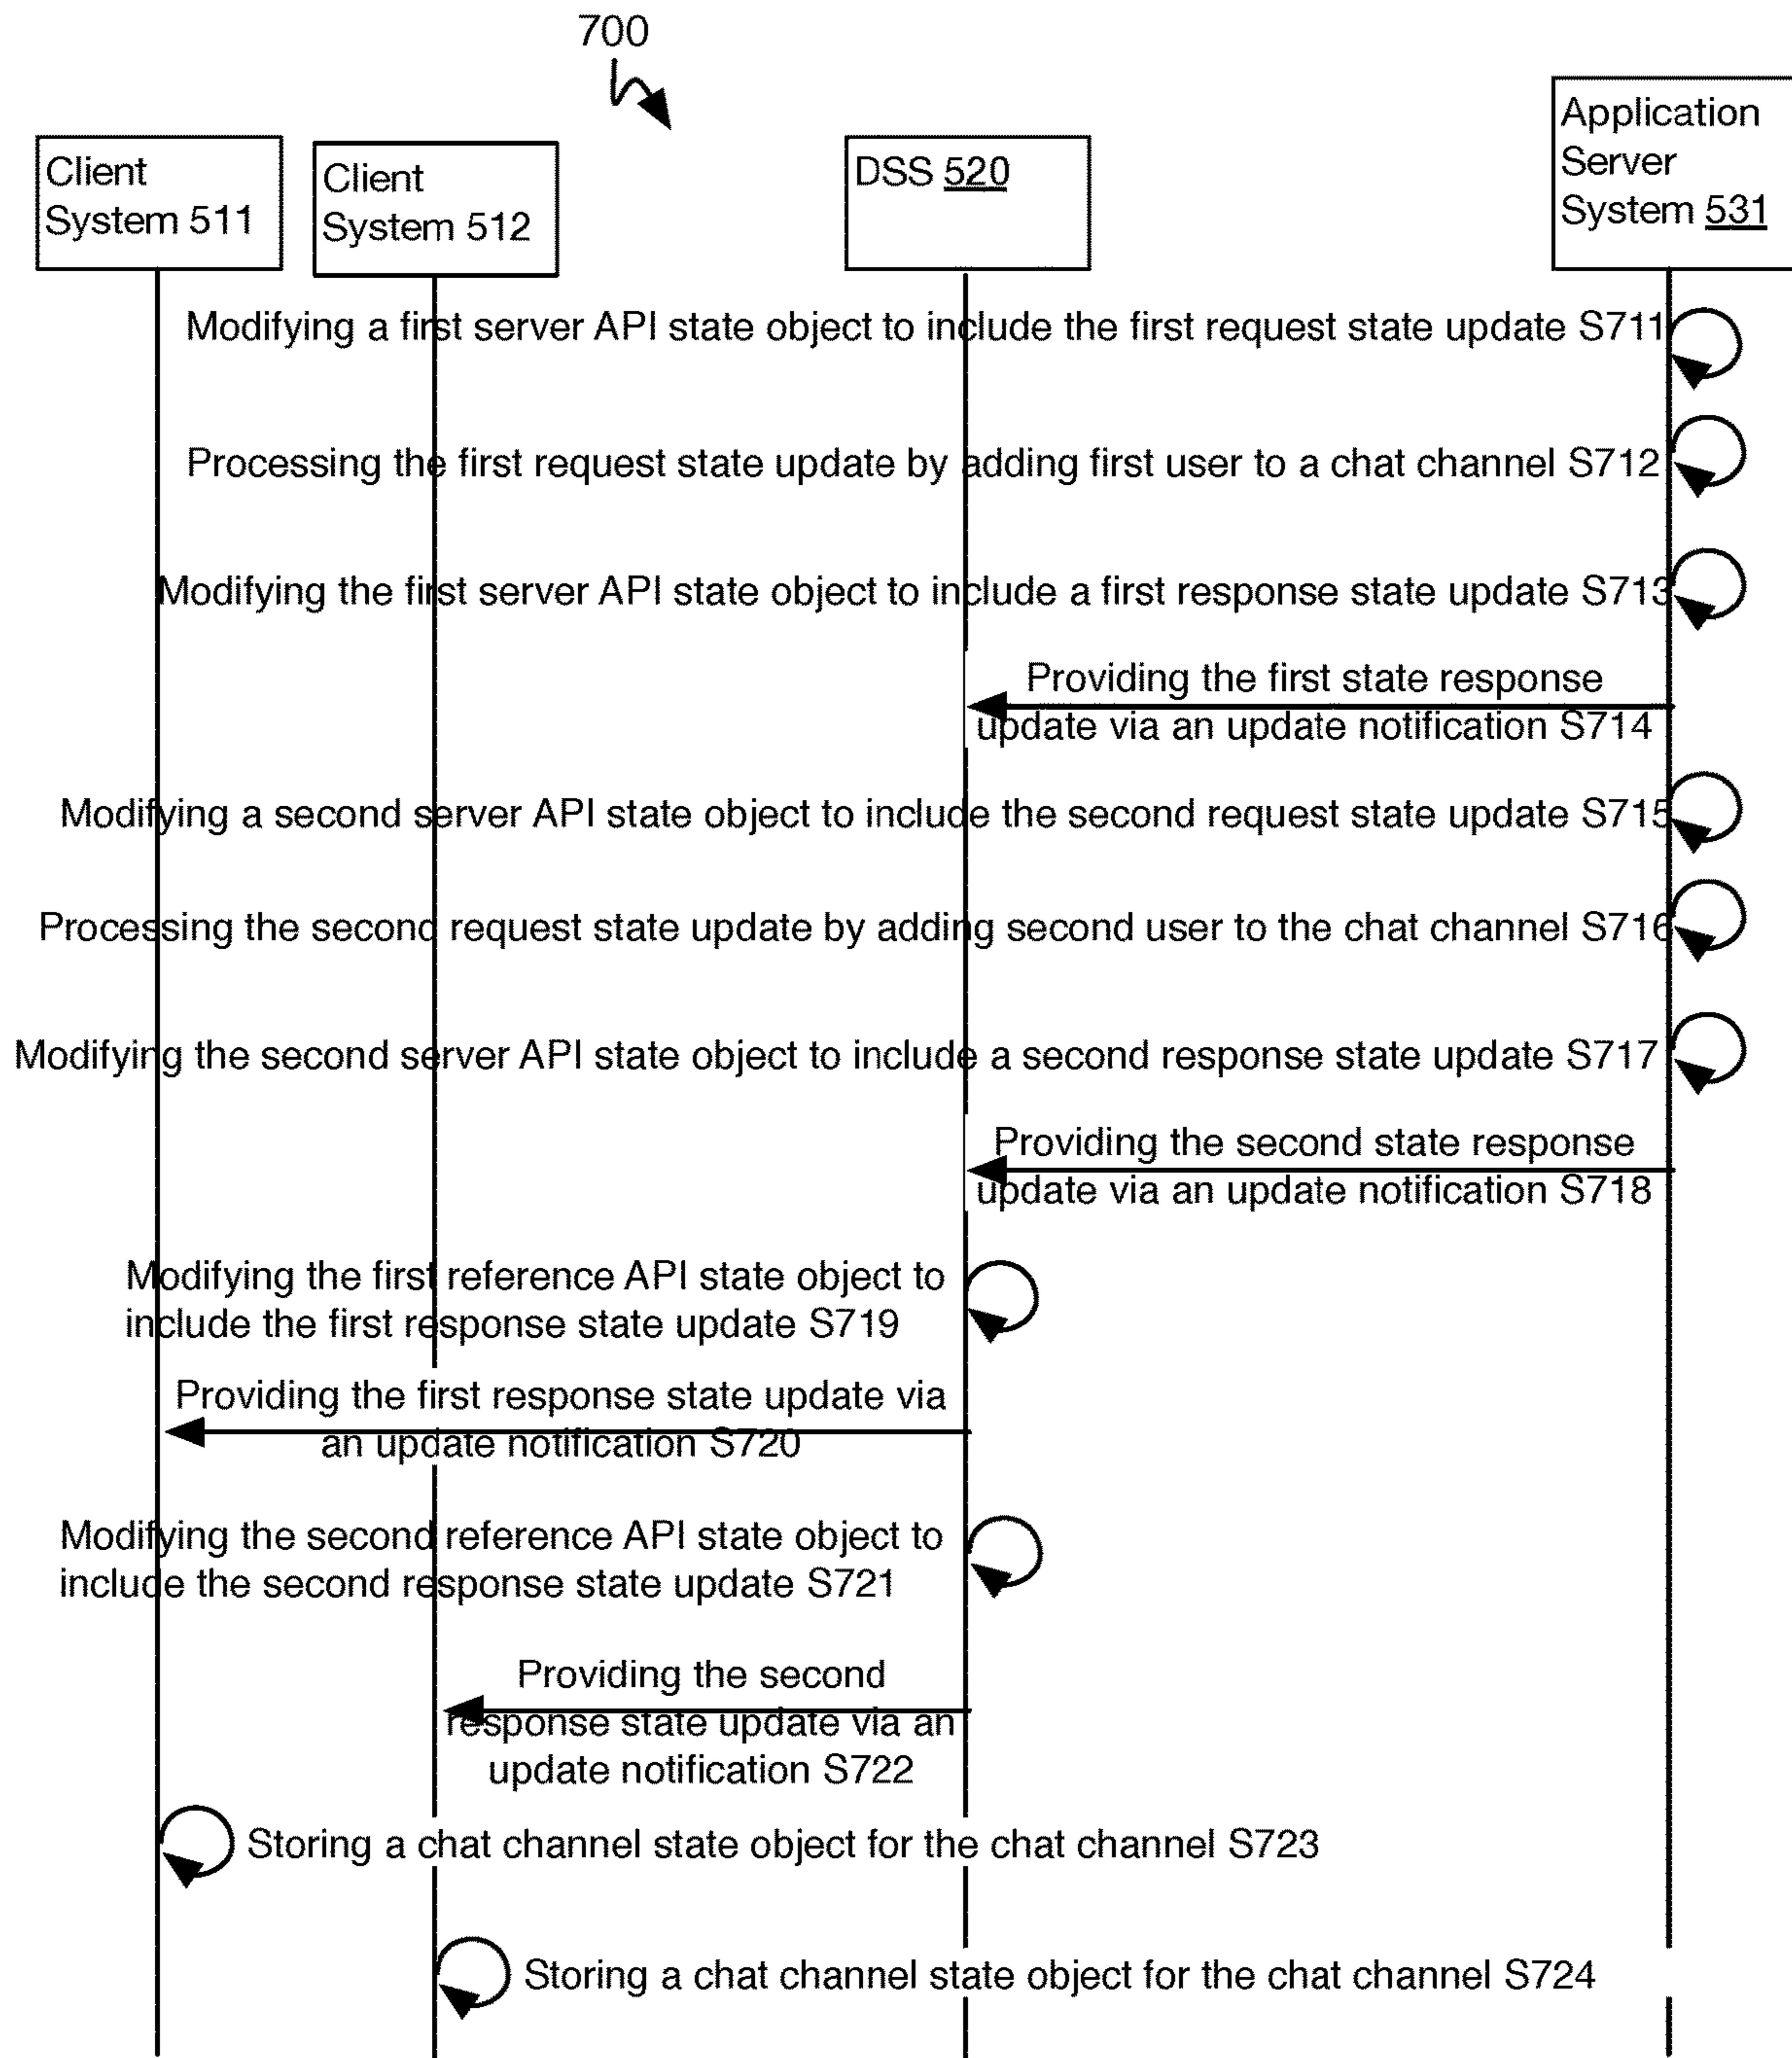 700
Client
System 511
Client
System 512
DSS 520
Application
Server
System 531
Modifying a first server API state object to include the first request state update S711
Processing the first request state update by adding first user to a chat channel S712
Modifying the first server API state object to include a first response state update S713
Providing the first state response
update via an update notification S714
Modifying a second server API state object to include the second request state update S715
Processing the second request state update by adding second user to the chat channel S716
Modifying the second server API state object to include a second response state update S717
Providing the second state response
update via an update notification S718
Modifying the first reference API state object to
include the first response state update S719
Providing the first response state update via
an update notification S720
Modifying the second reference API state object to
include the second response state update S721
Providing the second
response state update via an
update notification S722
Storing a chat channel state object for the chat channel S723
Storing a chat channel state object for the chat channel S724